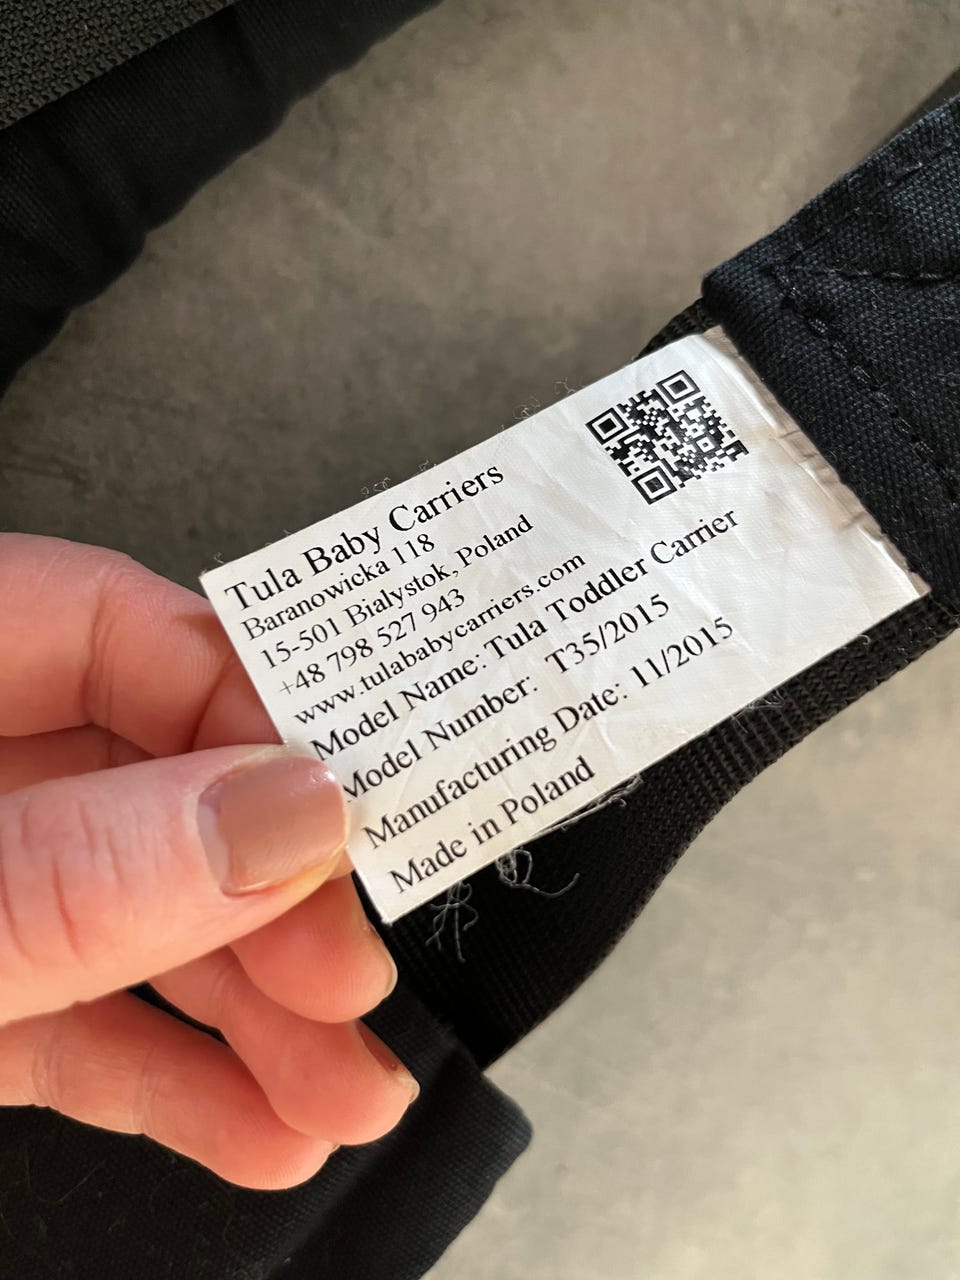 Tula Baby Carriers
Baranowicka 118
15-501 Bialystok, Poland
+48 798 527 943
www.tulababycarriers.com
Model Name: Tula Toddler Carrier
Model Number: T35/2015
Manufacturing Date: 11/2015
Made in Poland